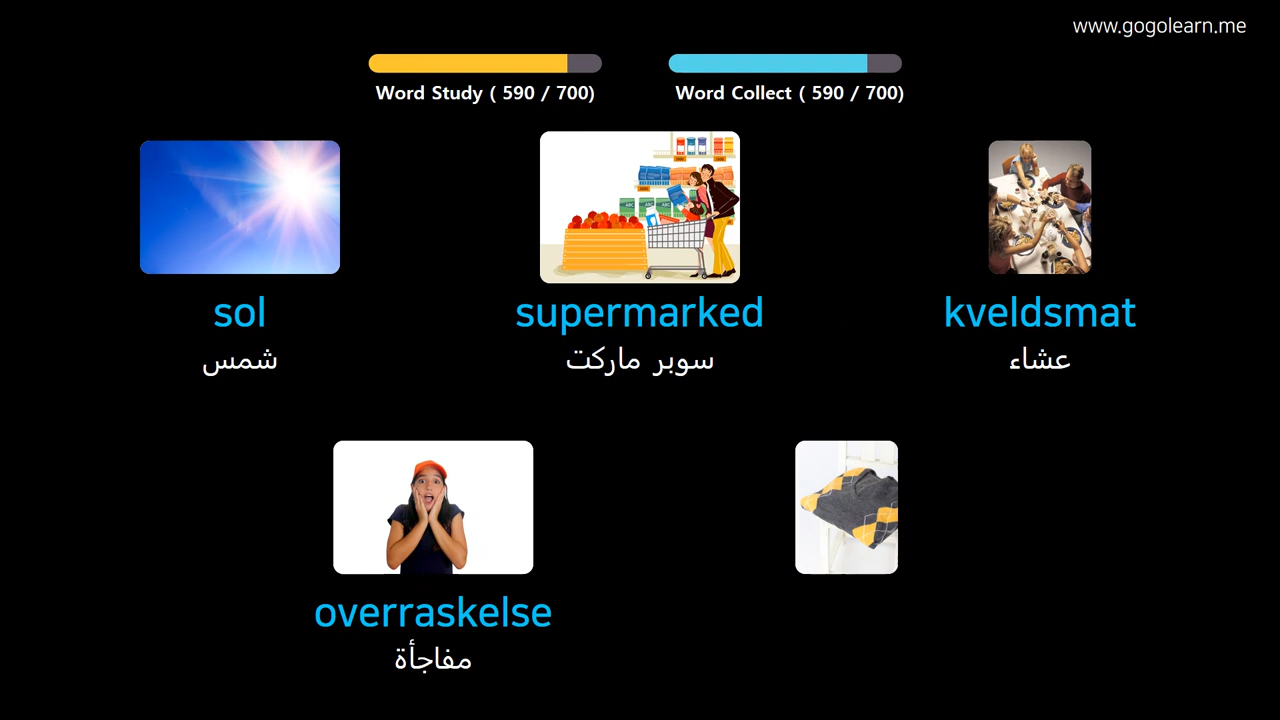 www.gogolearn.me
Word Study ( 590 / 700)
Word Collect ( 590 / 700)
sol
شمس
supermarked
سوبر ماركت
kveldsmat
عشاء
overraskelse
مفاجأة